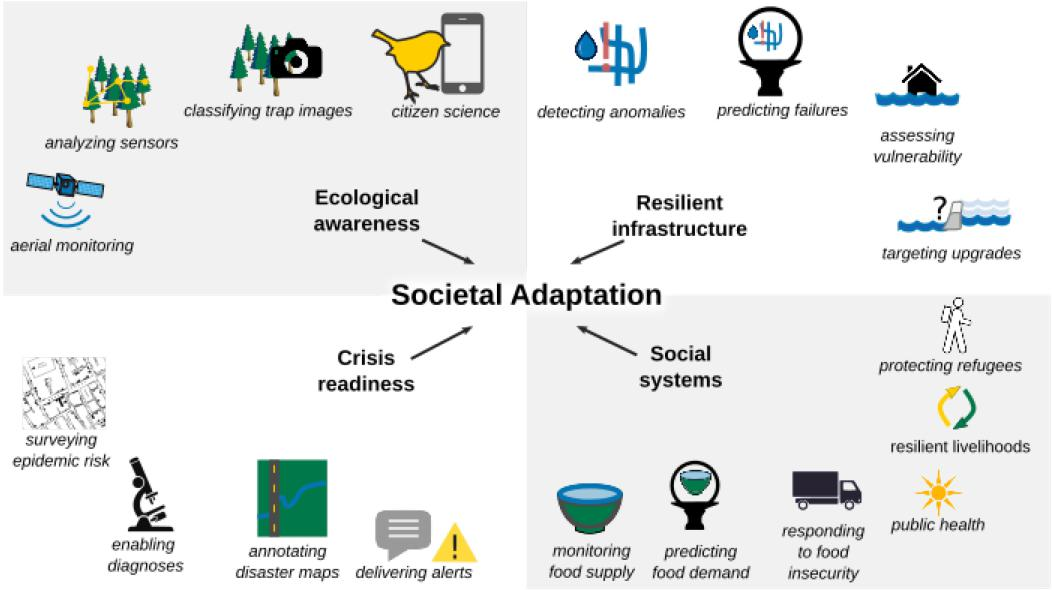 classifying trap images
citizen science
analyzing sensors
aerial monitoring
Ecological
awareness
detecting anomalies
predicting failures
assessing
vulnerability
targeting upgrades
Resilient
infrastructure
Societal Adaptation
Crisis
readiness
surveying
epidemic risk
enabling
diagnoses
annotating
disaster maps
delivering alerts
Social
systems
protecting refugees
resilient livelihoods
public health
monitoring
food supply
predicting
food demand
responding
to food
insecurity
?
!